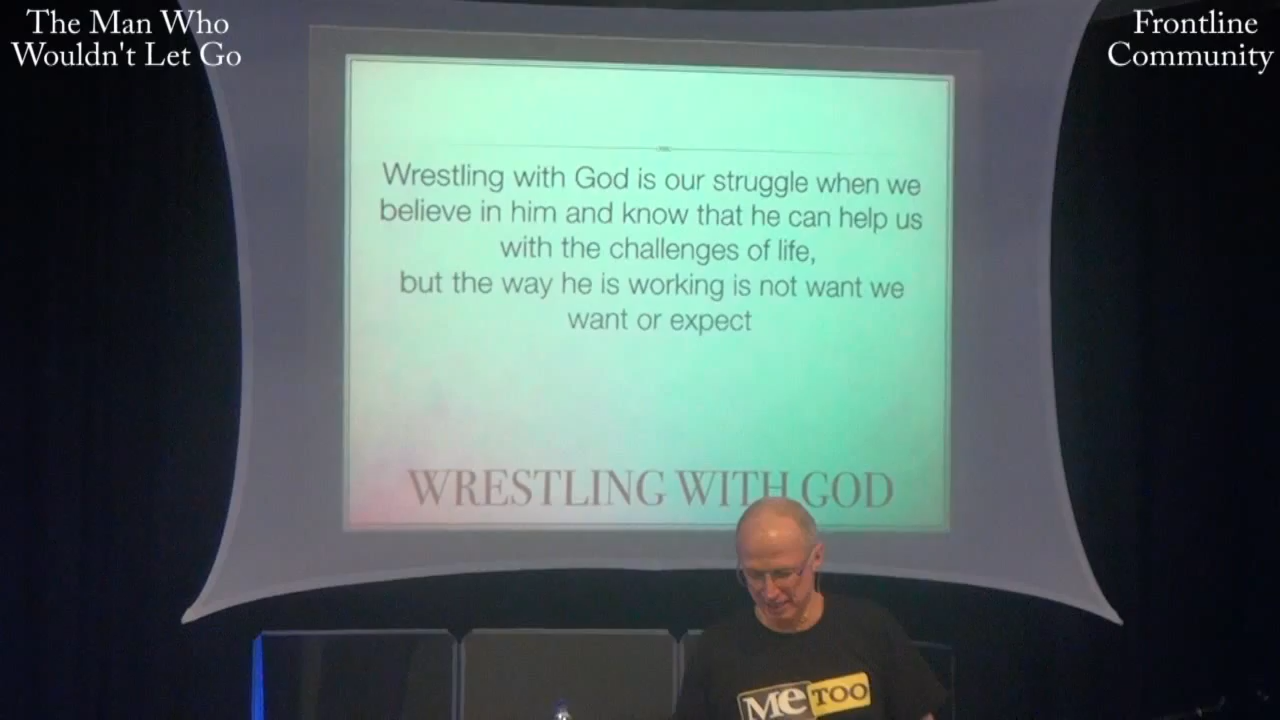 The Man Who
Wouldn't Let Go
Frontline
Community
Wrestling with God is our struggle when we
believe in him and know that he can help us
with the challenges of life,
but the way he is working is not want we
want or expect
WRESTLING WITH GOD
Me TOO